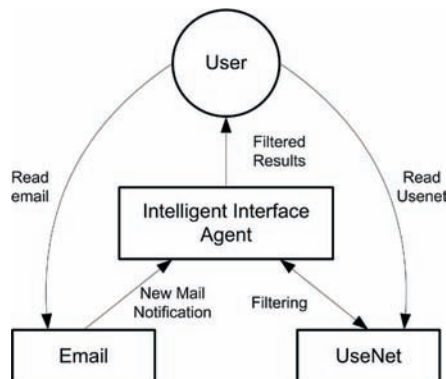 User
Filtered
Results
Read
email
Read
Usenet
Intelligent Interface
Agent
New Mail
Notification
Filtering
Email
UseNet